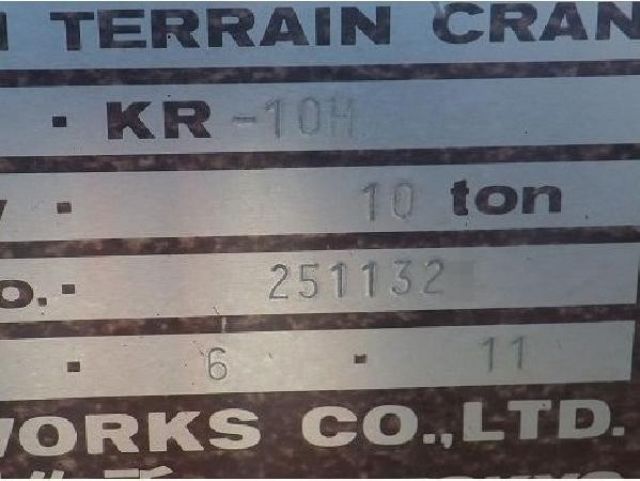 TERRAIN CRAN
· KR-10H
· 10 ton
o.· 251132
· 6 · 11
WORKS CO.,LTD.